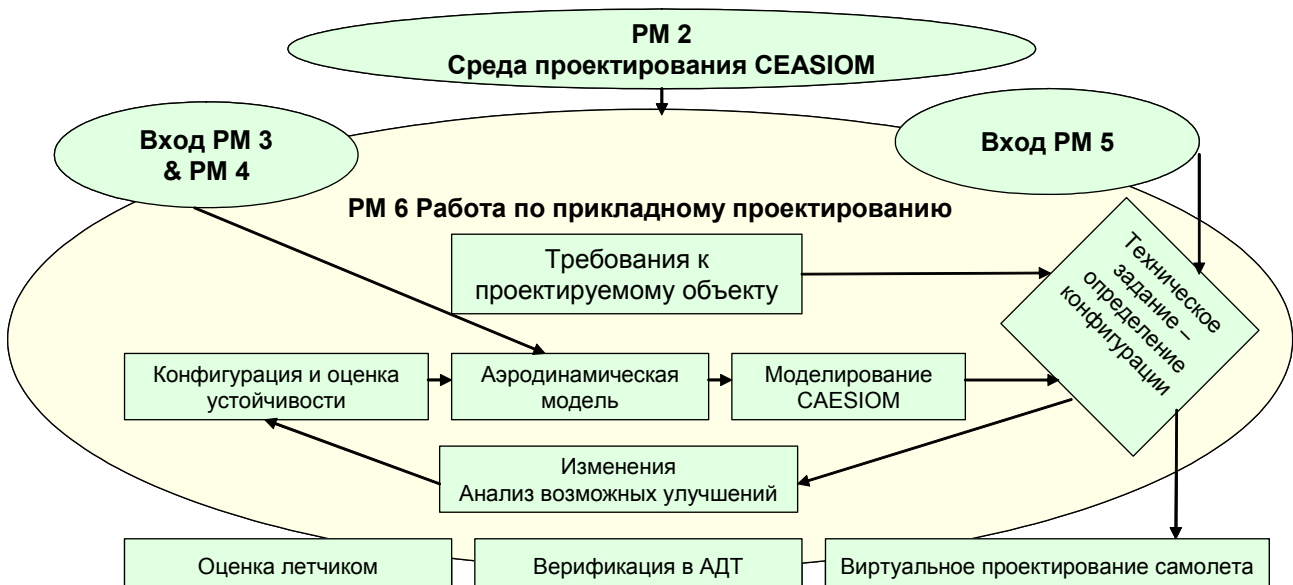 РМ 2
Среда проектирования CEASIOM
Вход РМ 3
& РМ 4
Вход РМ 5
РМ 6 Работа по прикладному проектированию
Требования к
проектируемому объекту
Техническое
задание –
определение
конфигурации
Конфигурация и оценка
устойчивости
Аэродинамическая
модель
Моделирование
CAESIOM
Изменения
Анализ возможных улучшений
Оценка летчиком
Верификация в АДТ
Виртуальное проектирование самолета